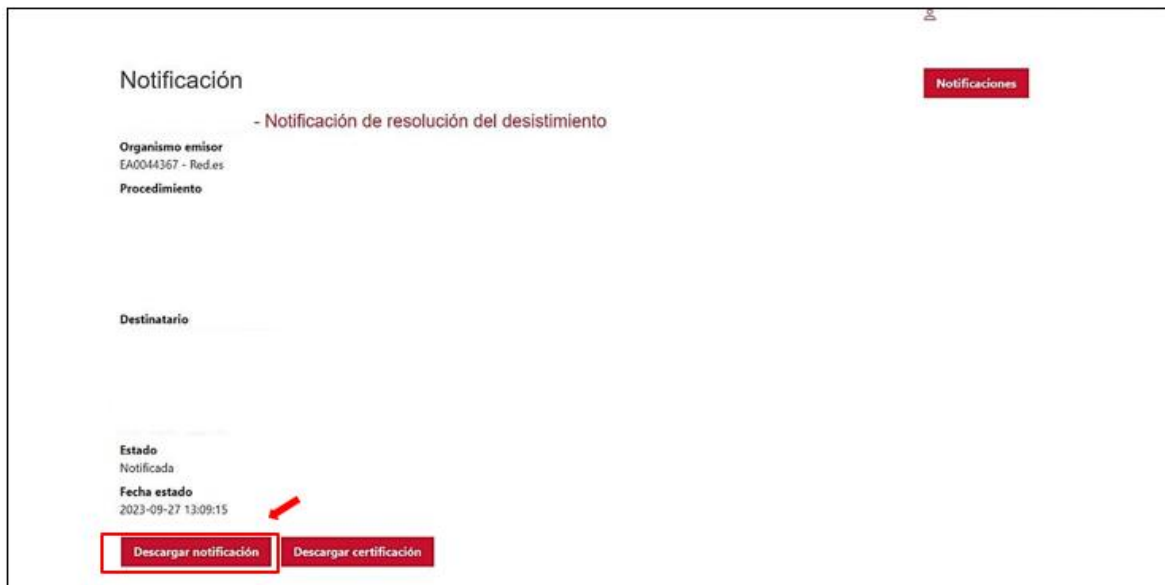 Notificación
Notificaciones
- Notificación de resolución del desistimiento
Organismo emisor
EA0044367 - Red.es
Procedimiento
Destinatario
Estado
Notificada
Fecha estado
2023-09-27 13:09:15
Descargar notificación
Descargar certificación